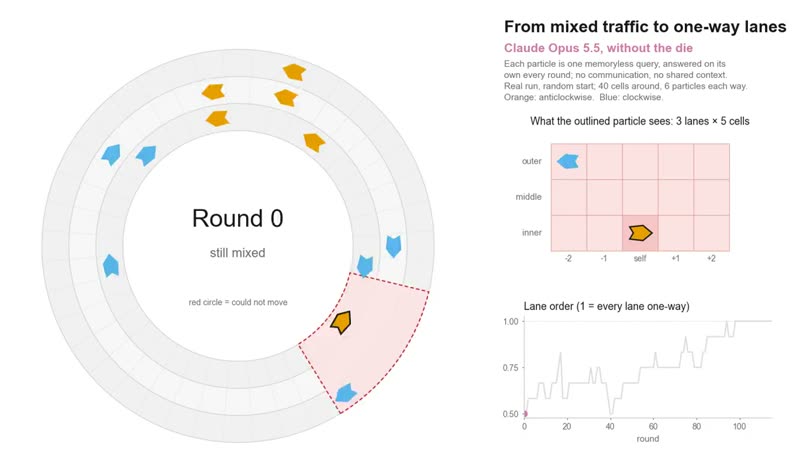 From mixed traffic to one-way lanes
Claude Opus 5.5, without the die
Each particle is one memoryless query, answered on its
own every round; no communication, no shared context.
Real run, random start; 40 cells around, 6 particles each way.
Orange: anticlockwise. Blue: clockwise.
What the outlined particle sees: 3 lanes × 5 cells
outer
middle
inner
-2 -1 self +1 +2
Round 0
still mixed
red circle = could not move
Lane order (1 = every lane one-way)
1.00
0.75
0.50
0 20 40 60 80 100
round